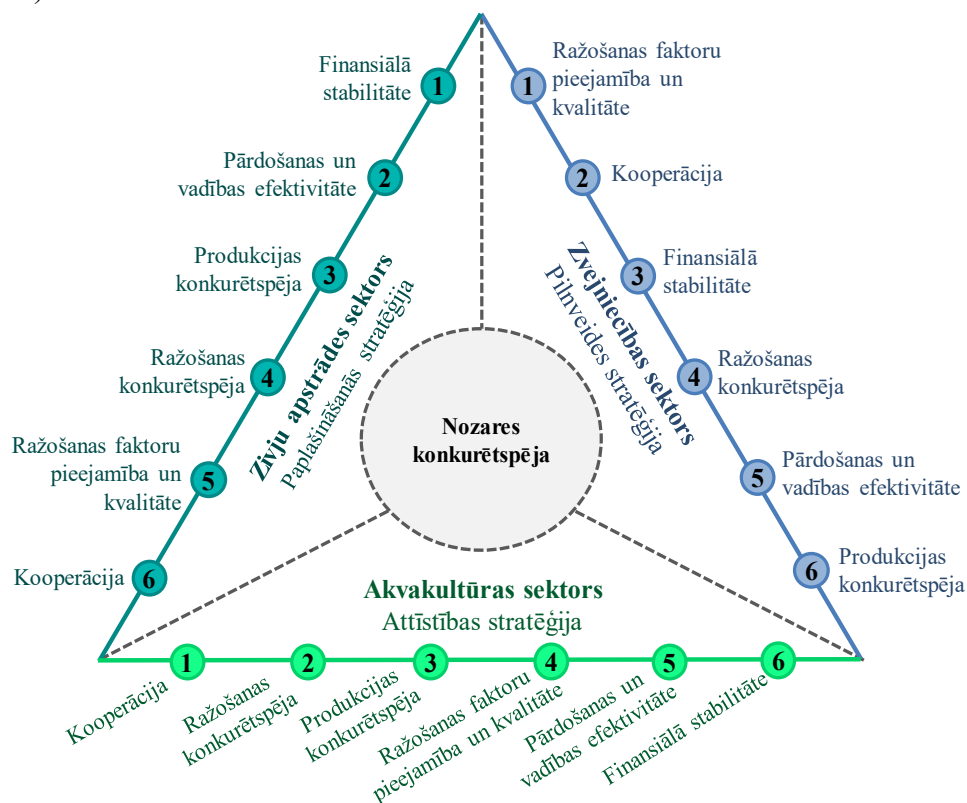 )
Finansiālā
stabilitāte
1
Pārdošanas un
vadības efektivitāte
2
Produkcijas
konkurētspēja
3
Ražošanas
konkurētspēja
4
Ražošanas faktoru
pieejamība un
kvalitāte
5
Kooperācija
6
Zivju apstrādes sektors
Paplašināšanās stratēģija
1
Ražošanas faktoru
pieejamība un
kvalitāte
2
Kooperācija
3
Finansiālā
stabilitāte
4
Ražošanas
konkurētspēja
5
Pārdošanas un
vadības efektivitāte
6
Produkcijas
konkurētspēja
Zvejniecības sektors
Pilnveides stratēģija
Nozares
konkurētspēja
Akvakultūras sektors
Attīstības stratēģija
1
Kooperācija
2
Ražošanas
konkurētspēja
3
Produkcijas
konkurētspēja
4
Ražošanas faktoru
pieejamība un kvalitāte
5
Pārdošanas un
vadības efektivitāte
6
Finansiālā stabilitāte